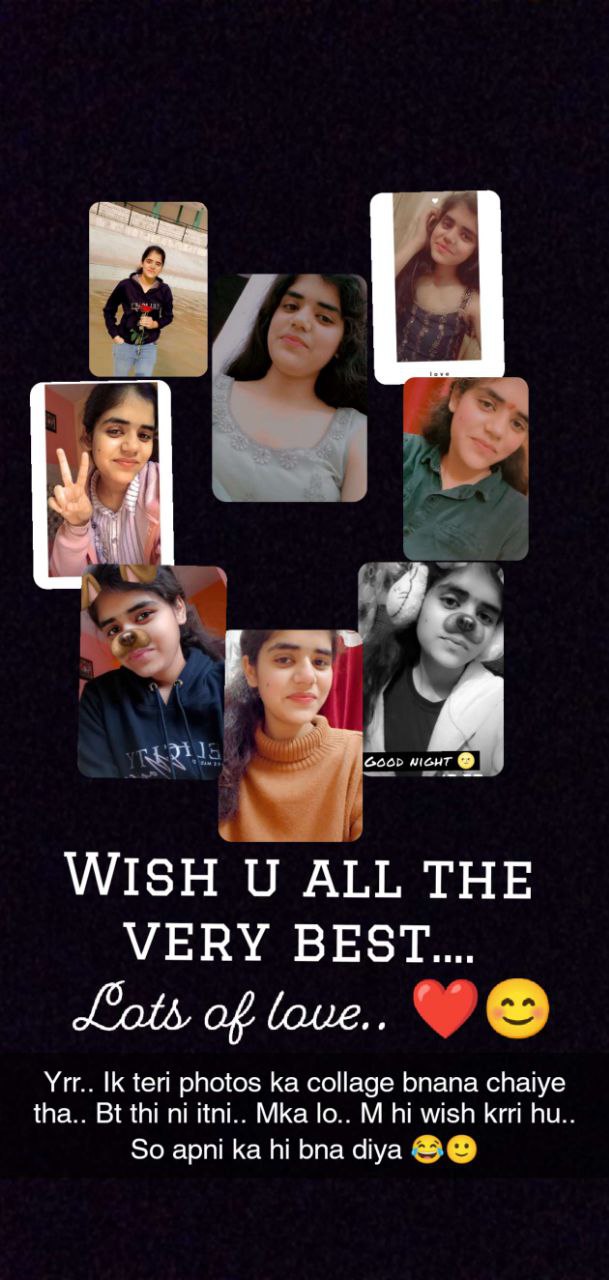 love
GOOD NIGHT 🌝
WISH U ALL THE
VERY BEST....
Lots of love.. ❤️😊
Yrr.. Ik teri photos ka collage bnana chaiye
tha.. Bt thi ni itni.. Mka lo.. M hi wish krri hu..
So apni ka hi bna diya 😂🙂